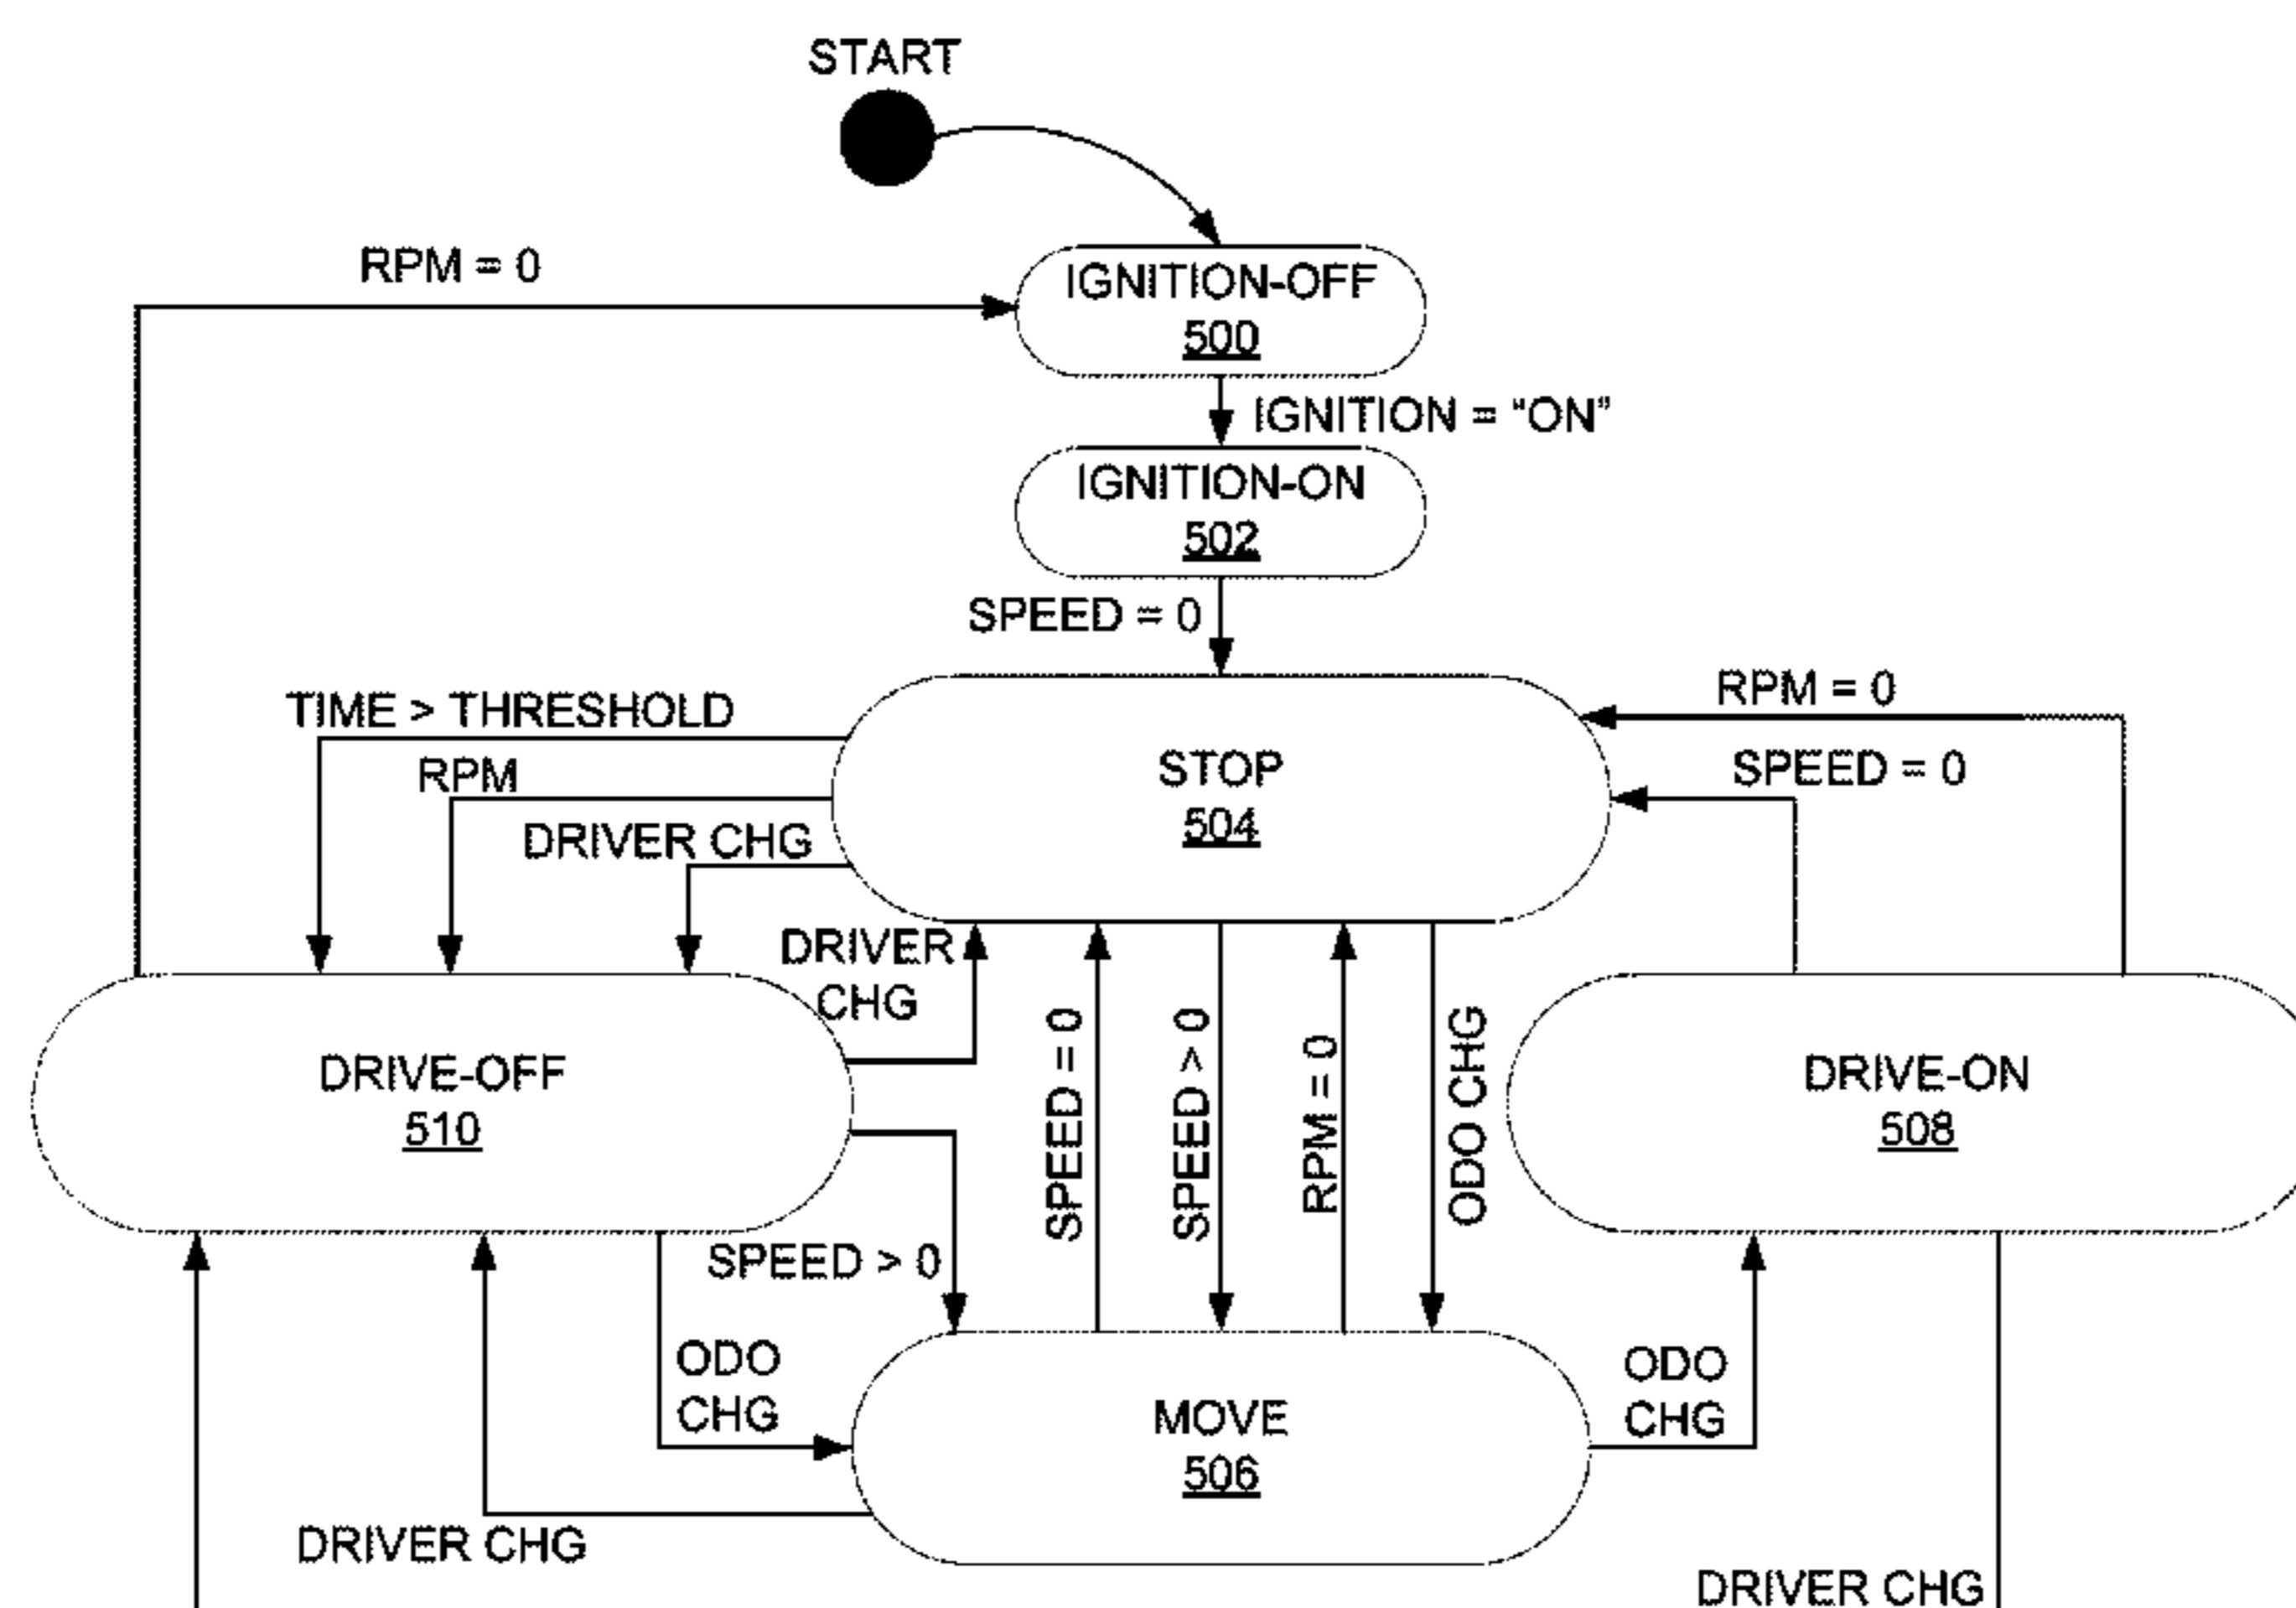 START
RPM = 0
IGNITION-OFF
500
IGNITION = “ON”
IGNITION-ON
502
SPEED = 0
TIME > THRESHOLD
RPM
DRIVER CHG
STOP
504
RPM = 0
SPEED = 0
DRIVER
CHG
SPEED = 0
SPEED > 0
RPM = 0
ODO CHG
DRIVE-OFF
510
DRIVE-ON
508
SPEED > 0
ODO
CHG
MOVE
506
ODO
CHG
DRIVER CHG
DRIVER CHG